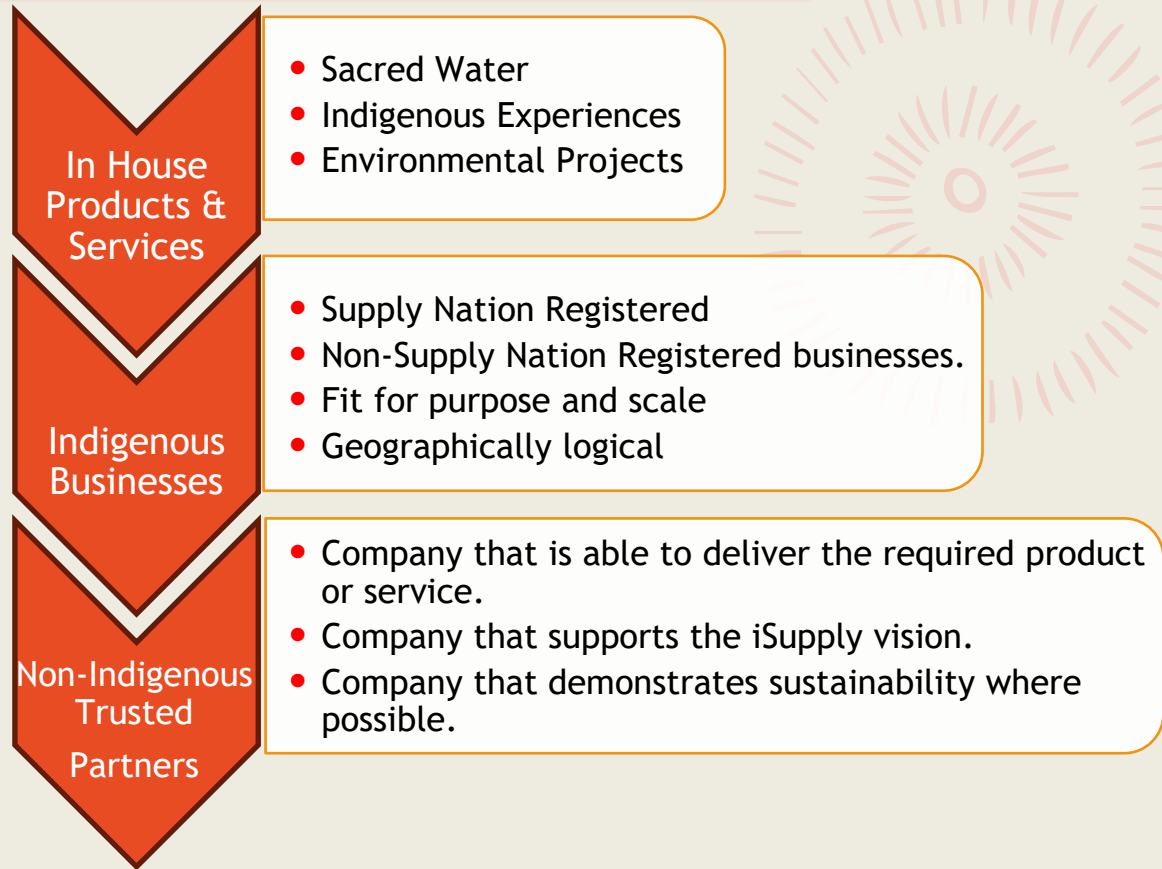 In House
Products &
Services
• Sacred Water
• Indigenous Experiences
• Environmental Projects
Indigenous
Businesses
• Supply Nation Registered
• Non-Supply Nation Registered businesses.
• Fit for purpose and scale
• Geographically logical
Non-Indigenous
Trusted
Partners
• Company that is able to deliver the required product
or service.
• Company that supports the iSupply vision.
• Company that demonstrates sustainability where
possible.